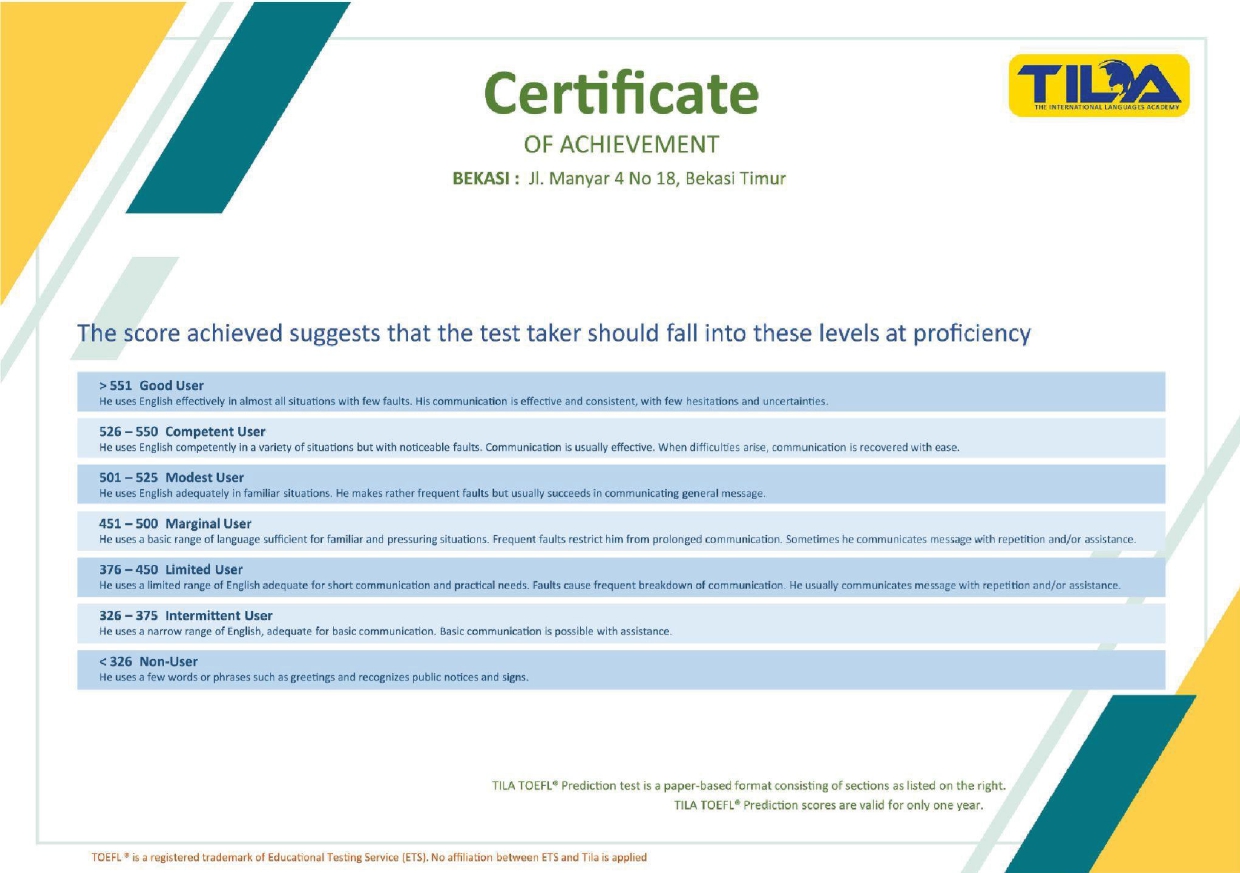 Certificate
OF ACHIEVEMENT
BEKASI : Jl. Manyar 4 No 18, Bekasi Timur
TILA
THE INTERNATIONAL LANGUAGES ACADEMY
The score achieved suggests that the test taker should fall into these levels at proficiency
> 551 Good User
He uses English effectively in almost all situations with few faults. His communication is effective and consistent, with few hesitations and uncertainties.
526 – 550 Competent User
He uses English competently in a variety of situations but with noticeable faults. Communication is usually effective. When difficulties arise, communication is recovered with ease.
501 – 525 Modest User
He uses English adequately in familiar situations. He makes rather frequent faults but usually succeeds in communicating general message.
451 – 500 Marginal User
He uses a basic range of language sufficient for familiar and pressuring situations. Frequent faults restrict him from prolonged communication. Sometimes he communicates message with repetition and/or assistance.
376 – 450 Limited User
He uses a limited range of English adequate for short communication and practical needs. Faults cause frequent breakdown of communication. He usually communicates message with repetition and/or assistance.
326 – 375 Intermittent User
He uses a narrow range of English, adequate for basic communication. Basic communication is possible with assistance.
< 326 Non-User
He uses a few words or phrases such as greetings and recognizes public notices and signs.
TILA TOEFL® Prediction test is a paper-based format consisting of sections as listed on the right.
TILA TOEFL® Prediction scores are valid for only one year.
TOEFL ® is a registered trademark of Educational Testing Service (ETS). No affiliation between ETS and Tila is applied